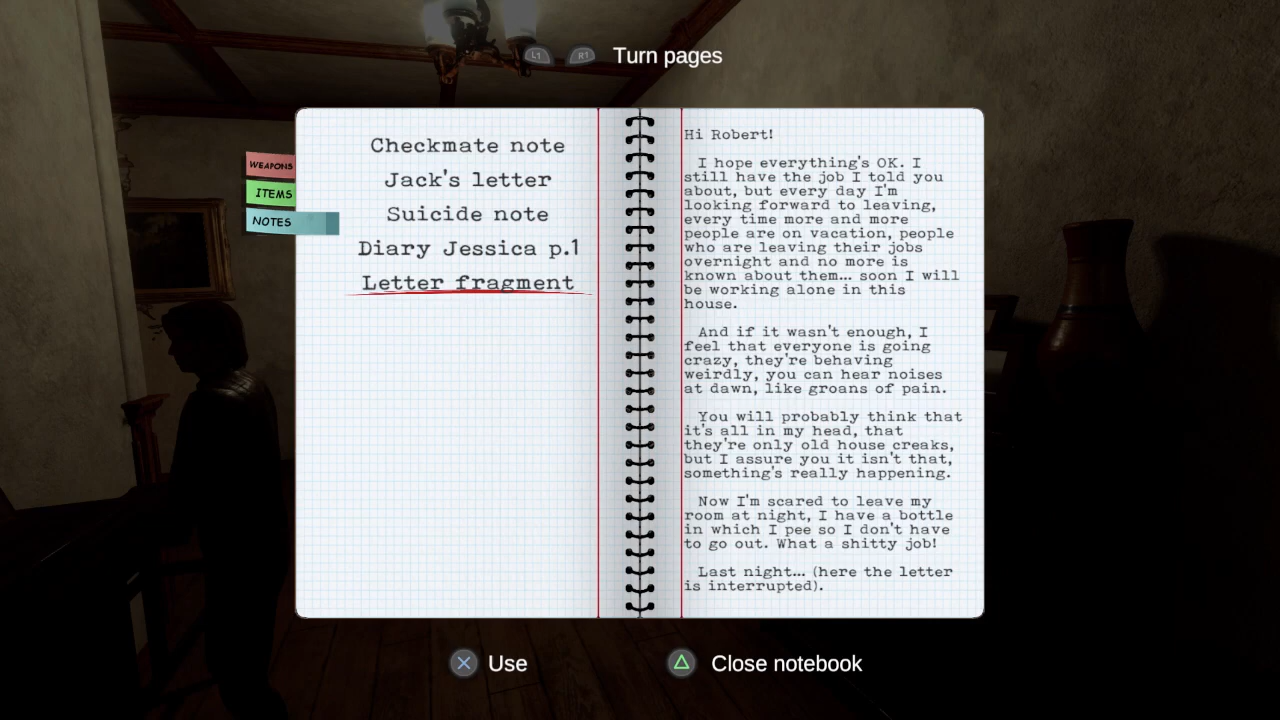 L1 R1 Turn pages
WEAPONS
ITEMS
NOTES
Checkmate note
Jack's letter
Suicide note
Diary Jessica p.1
Letter fragment
Hi Robert!
I hope everything's OK. I
still have the job I told you
about, but every day I'm
looking forward to leaving,
every time more and more
people are on vacation, people
who are leaving their jobs
overnight and no more is
known about them... soon I will
be working alone in this
house.
And if it wasn't enough, I
feel that everyone is going
crazy, they're behaving
weirdly, you can hear noises
at dawn, like groans of pain.
You will probably think that
it's all in my head, that
they're only old house creaks,
but I assure you it isn't that,
something's really happening.
Now I'm scared to leave my
room at night, I have a bottle
in which I pee so I don't have
to go out. What a shitty job!
Last night... (here the letter
is interrupted).
Use
Close notebook